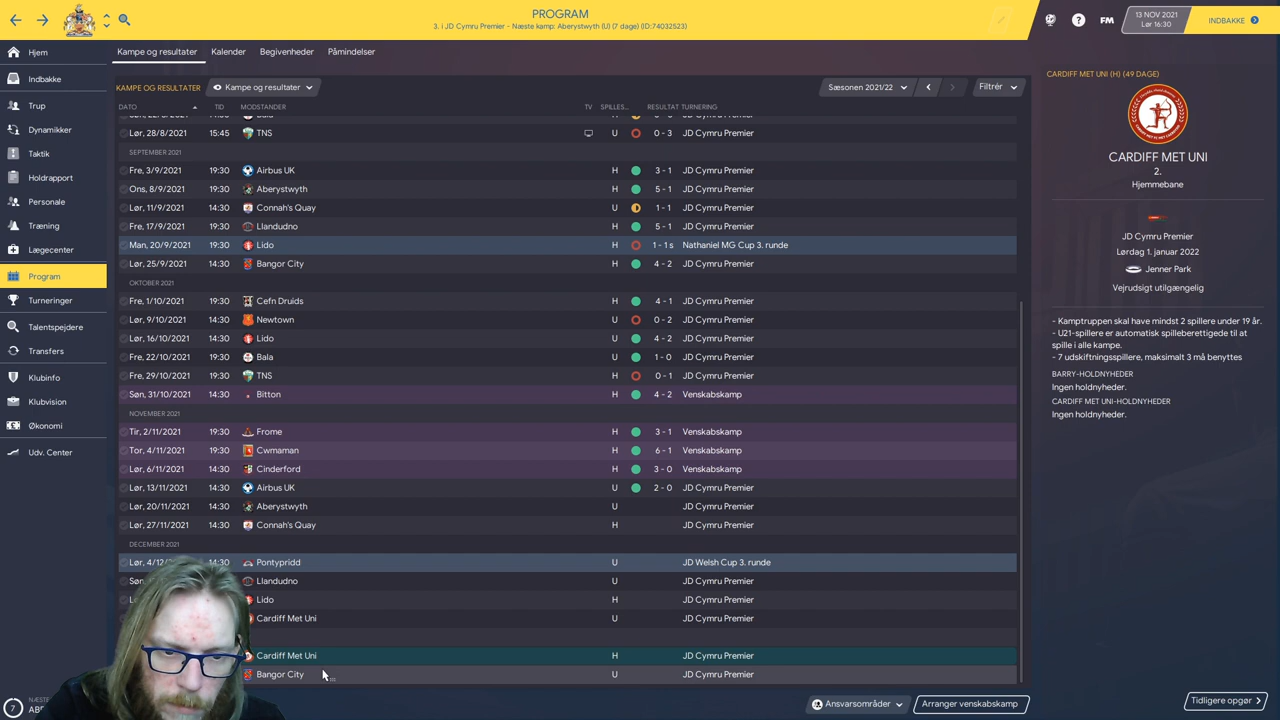 PROGRAM
3. i JD Cymru Premier - Næste kamp: Aberystwyth (U) (7 dage) (ID:74032523)
FM
13 NOV 2021
Lør 16:30
INDBAKKE
Hjem
Indbakke
Trup
Dynamikker
Taktik
Holdrapport
Personale
Træning
Lægecenter
Program
Turneringer
Talentspejdere
Transfers
Klubinfo
Klubvision
Økonomi
Udv. Center
Kampe og resultater Kalender Begivenheder Påmindelser
KAMPE OG RESULTATER Kampe og resultater Sæsonen 2021/22 Filtrér
DATO TID MODSTANDER TV SPILLES... RESULTAT TURNERING
Lør, 28/8/2021 15:45 TNS U 0 - 3 JD Cymru Premier
SEPTEMBER 2021
Fre, 3/9/2021 19:30 Airbus UK H 3 - 1 JD Cymru Premier
Ons, 8/9/2021 19:30 Aberystwyth H 5 - 1 JD Cymru Premier
Lør, 11/9/2021 14:30 Connah's Quay U 1 - 1 JD Cymru Premier
Fre, 17/9/2021 19:30 Llandudno H 5 - 1 JD Cymru Premier
Man, 20/9/2021 19:30 Lido H 1 - 1 s Nathaniel MG Cup 3. runde
Lør, 25/9/2021 14:30 Bangor City H 4 - 2 JD Cymru Premier
OKTOBER 2021
Fre, 1/10/2021 19:30 Cefn Druids H 4 - 1 JD Cymru Premier
Lør, 9/10/2021 14:30 Newtown U 0 - 2 JD Cymru Premier
Lør, 16/10/2021 14:30 Lido H 4 - 2 JD Cymru Premier
Fre, 22/10/2021 19:30 Bala U 1 - 0 JD Cymru Premier
Fre, 29/10/2021 19:30 TNS H 0 - 1 JD Cymru Premier
Søn, 31/10/2021 14:30 Bitton H 4 - 2 Venskabskamp
NOVEMBER 2021
Tir, 2/11/2021 19:30 Frome H 3 - 1 Venskabskamp
Tor, 4/11/2021 19:30 Cwmaman H 6 - 1 Venskabskamp
Lør, 6/11/2021 14:30 Cinderford H 3 - 0 Venskabskamp
Lør, 13/11/2021 14:30 Airbus UK U 2 - 0 JD Cymru Premier
Lør, 20/11/2021 14:30 Aberystwyth U JD Cymru Premier
Lør, 27/11/2021 14:30 Connah's Quay H JD Cymru Premier
DECEMBER 2021
Lør, 4/12/ 14:30 Pontypridd U JD Welsh Cup 3. runde
Søn, Llandudno U JD Cymru Premier
Lido H JD Cymru Premier
Cardiff Met Uni U JD Cymru Premier
Cardiff Met Uni H JD Cymru Premier
Bangor City U JD Cymru Premier
Ansvarsområder Arranger venskabskamp
CARDIFF MET UNI (H) (49 DAGE)
CARDIFF MET UNI
2.
Hjemmebane
JD Cymru Premier
Lørdag 1. januar 2022
Jenner Park
Vejrudsigt utilgængelig
- Kamptruppen skal have mindst 2 spillere under 19 år.
- U21-spillere er automatisk spilleberettigede til at
spille i alle kampe.
- 7 udskiftningsspillere, maksimalt 3 må benyttes
BARRY-HOLDNYHEDER
Ingen holdnyheder.
CARDIFF MET UNI-HOLDNYHEDER
Ingen holdnyheder.
Tidligere opgør
7